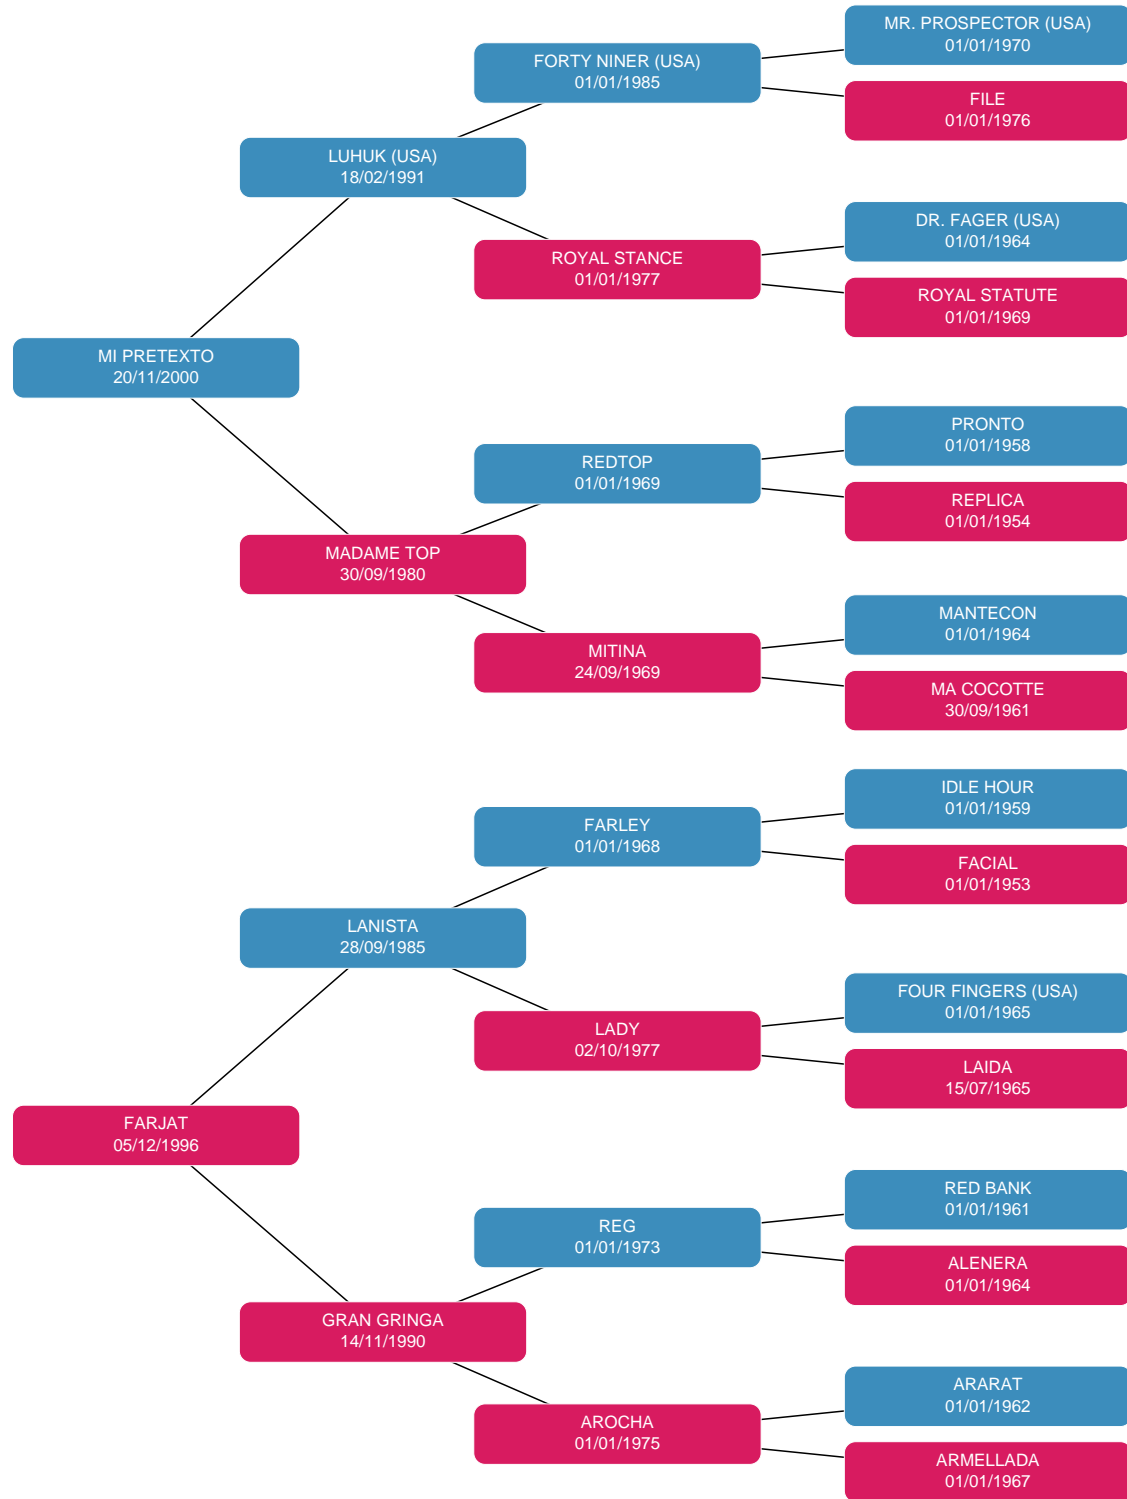 MR. PROSPECTOR (USA)
01/01/1970
FORTY NINER (USA)
01/01/1985
FILE
01/01/1976
LUHUK (USA)
18/02/1991
DR. FAGER (USA)
01/01/1964
ROYAL STANCE
01/01/1977
ROYAL STATUTE
01/01/1969
MI PRETEXTO
20/11/2000
PRONTO
01/01/1958
REDTOP
01/01/1969
REPLICA
01/01/1954
MADAME TOP
30/09/1980
MANTECON
01/01/1964
MITINA
24/09/1969
MA COCOTTE
30/09/1961
IDLE HOUR
01/01/1959
FARLEY
01/01/1968
FACIAL
01/01/1953
LANISTA
28/09/1985
FOUR FINGERS (USA)
01/01/1965
LADY
02/10/1977
LAIDA
15/07/1965
FARJAT
05/12/1996
RED BANK
01/01/1961
REG
01/01/1973
ALENERA
01/01/1964
GRAN GRINGA
14/11/1990
ARARAT
01/01/1962
AROCHA
01/01/1975
ARMELLADA
01/01/1967